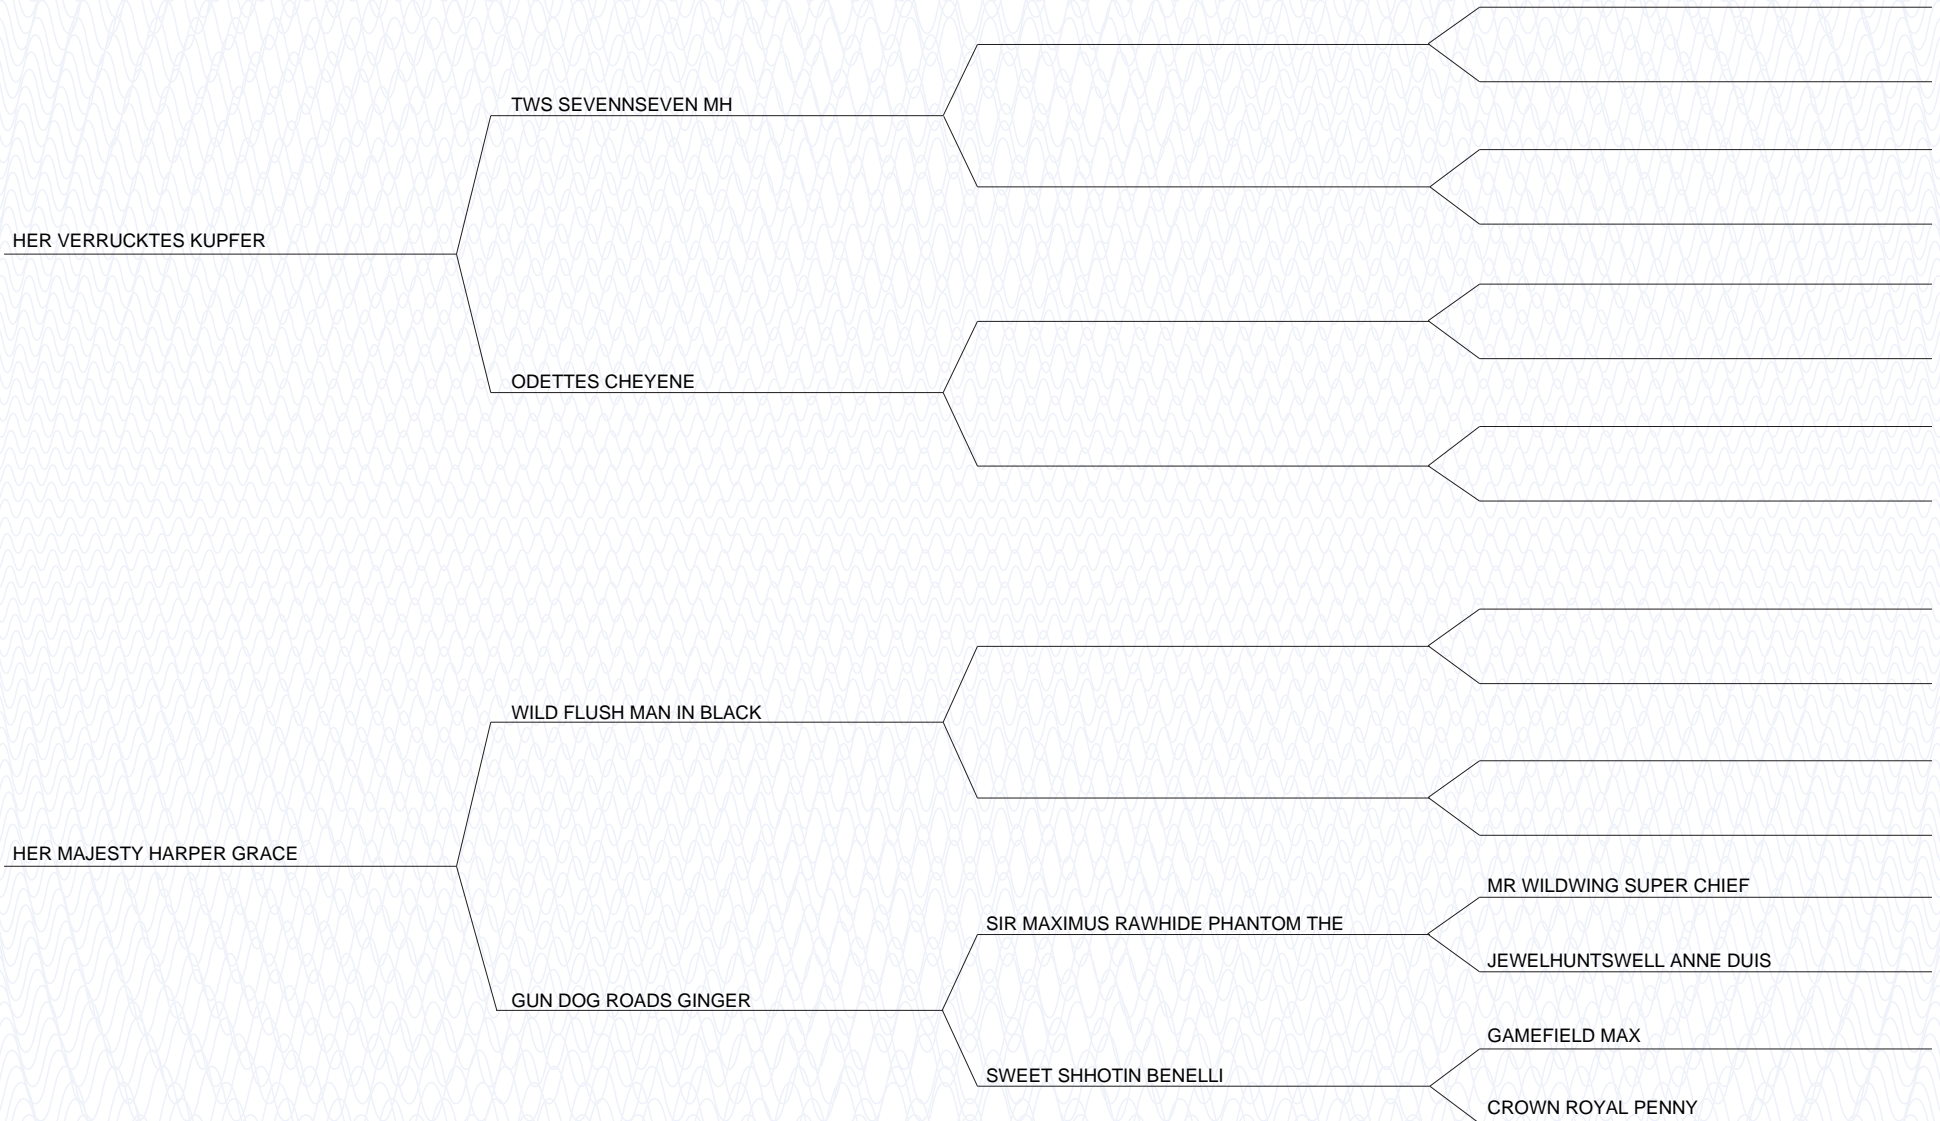 TWS SEVENNSEVEN MH
HER VERRUCKTES KUPFER
ODETTES CHEYENE
WILD FLUSH MAN IN BLACK
HER MAJESTY HARPER GRACE
MR WILDWING SUPER CHIEF
SIR MAXIMUS RAWHIDE PHANTOM THE
JEWELHUNTSWELL ANNE DUIS
GUN DOG ROADS GINGER
GAMEFIELD MAX
SWEET SHHOTIN BENELLI
CROWN ROYAL PENNY